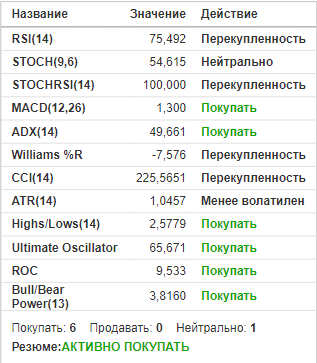 Название Значение Действие
RSI(14) 75,492 Перекупленность
STOCH(9,6) 54,615 Нейтрально
STOCHRSI(14) 100,000 Перекупленность
MACD(12,26) 1,300 Покупать
ADX(14) 49,661 Покупать
Williams %R -7,576 Перекупленность
CCI(14) 225,5651 Перекупленность
ATR(14) 1,0457 Менее волатилен
Highs/Lows(14) 2,5779 Покупать
Ultimate Oscillator 65,671 Покупать
ROC 9,533 Покупать
Bull/Bear
Power(13) 3,8160 Покупать
Покупать: 6 Продавать: 0 Нейтрально: 1
Резюме:АКТИВНО ПОКУПАТЬ